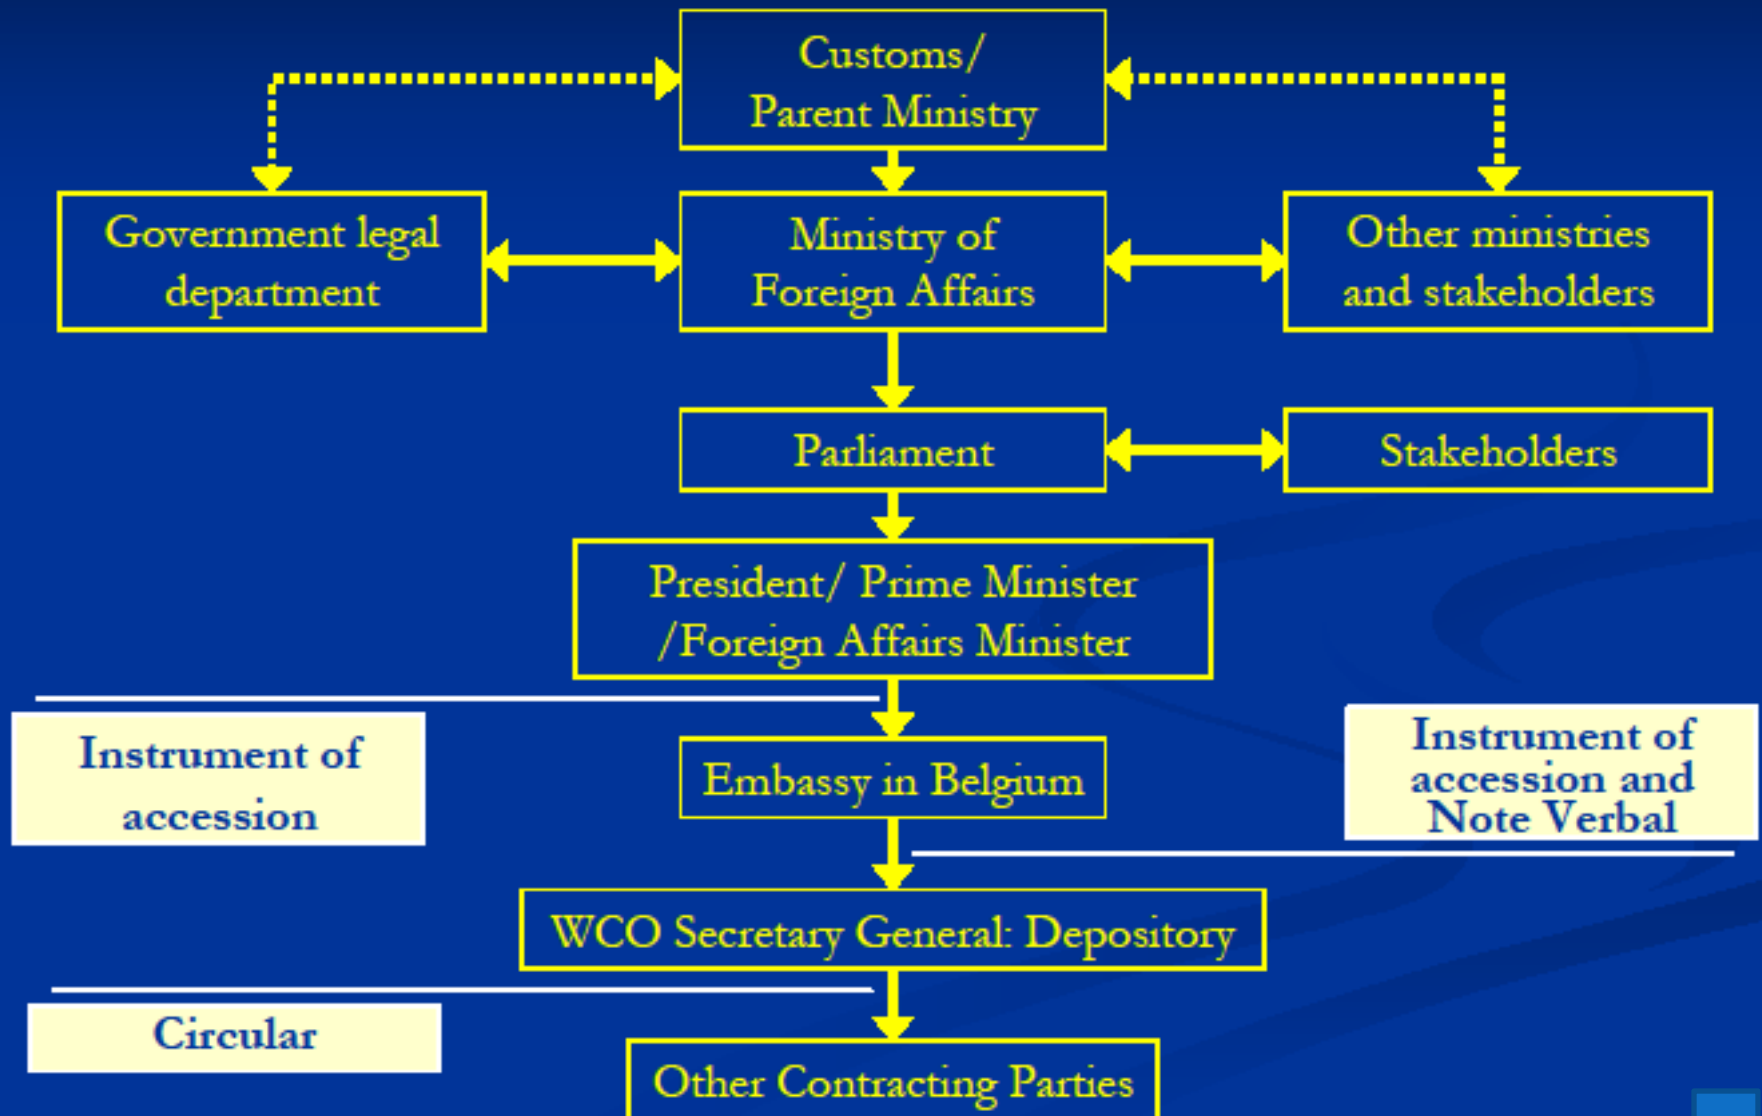 Customs/
Parent Ministry
Government legal
department
Ministry of
Foreign Affairs
Other ministries
and stakeholders
Parliament
Stakeholders
President/ Prime Minister
/Foreign Affairs Minister
Instrument of
accession
Embassy in Belgium
Instrument of
accession and
Note Verbal
WCO Secretary General: Depository
Circular
Other Contracting Parties